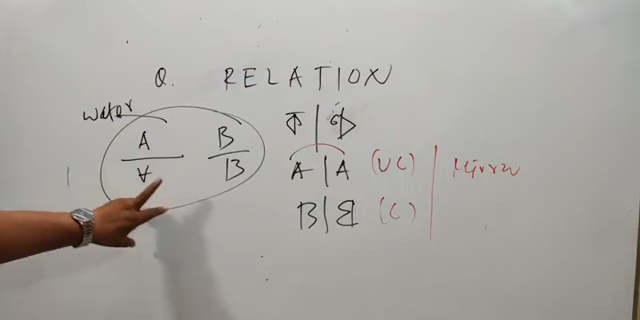 Q. RELATION
water
A
∀
B
B
A | A (UC)
B | (C)
Mirror